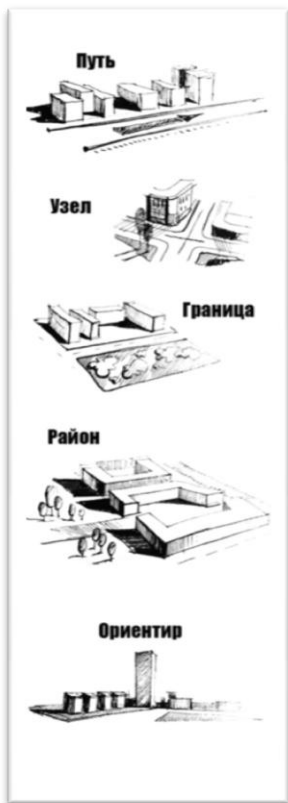 Путь
Узел
Граница
Район
Ориентир